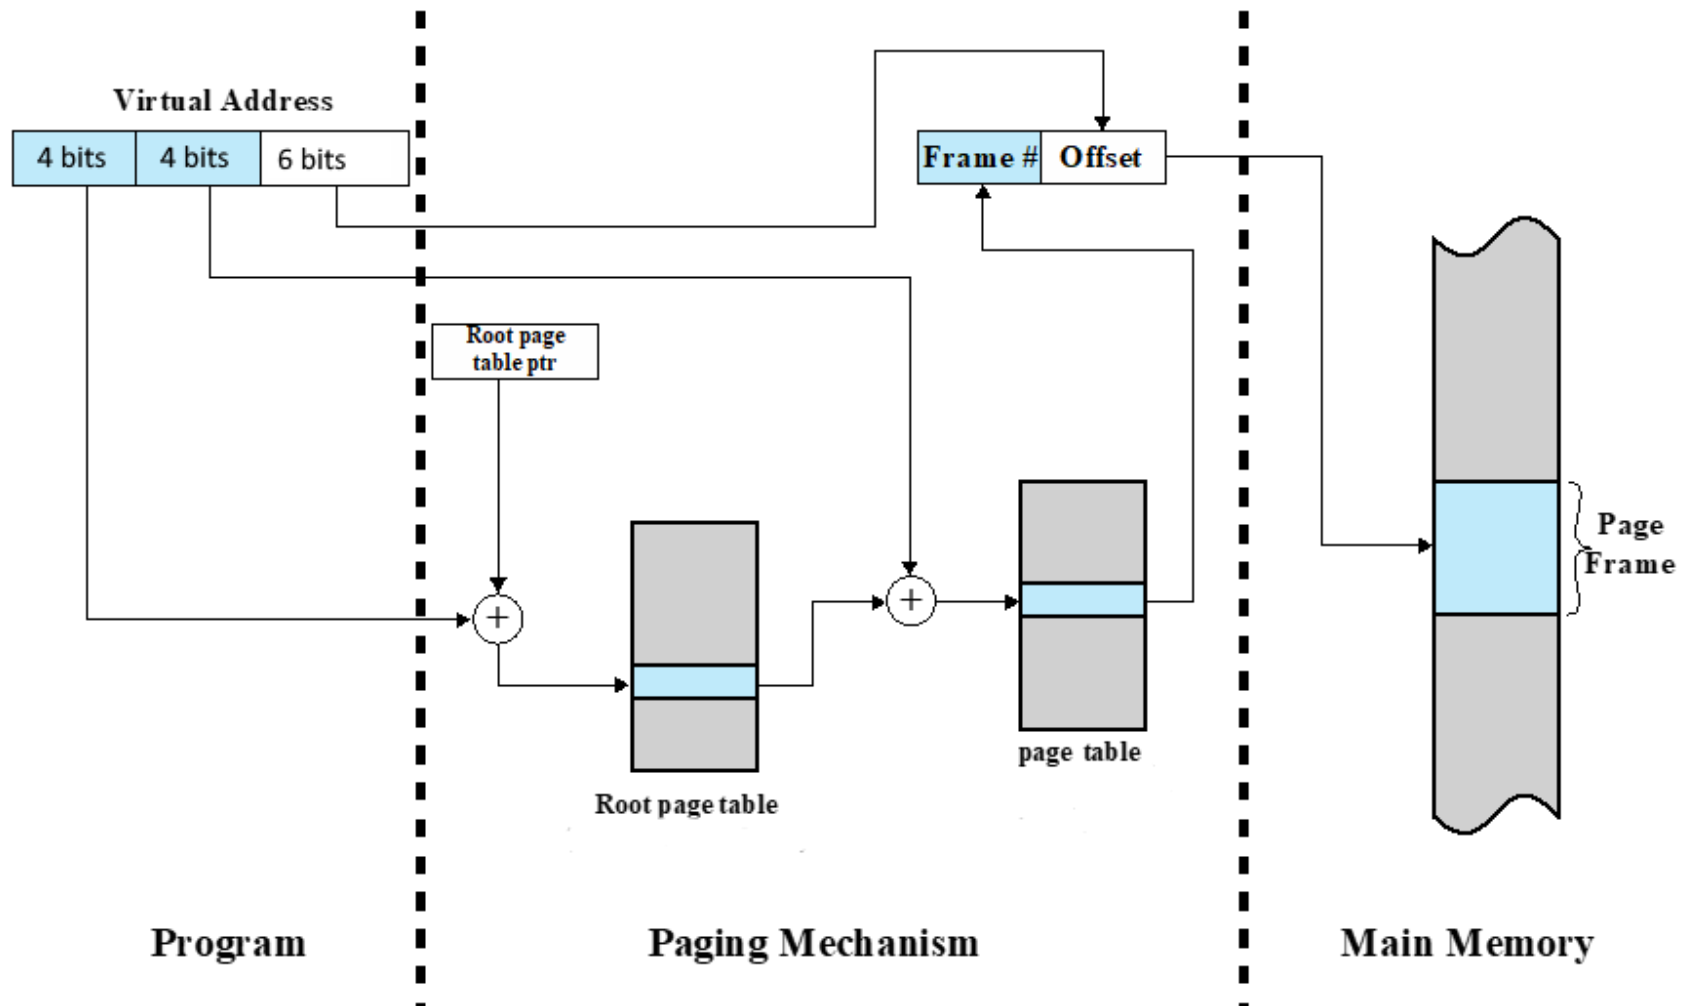 Virtual Address
4 bits 4 bits 6 bits
Frame # Offset
Root page
table ptr
+
+
Page
Frame
page table
Root page table
Program Paging Mechanism Main Memory